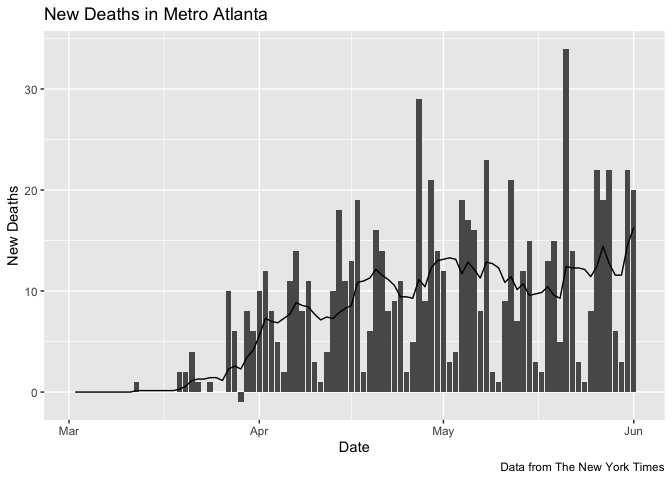 New Deaths in Metro Atlanta
New Deaths
30
20
10
0
Mar
Apr
May
Jun
Date
Data from The New York Times